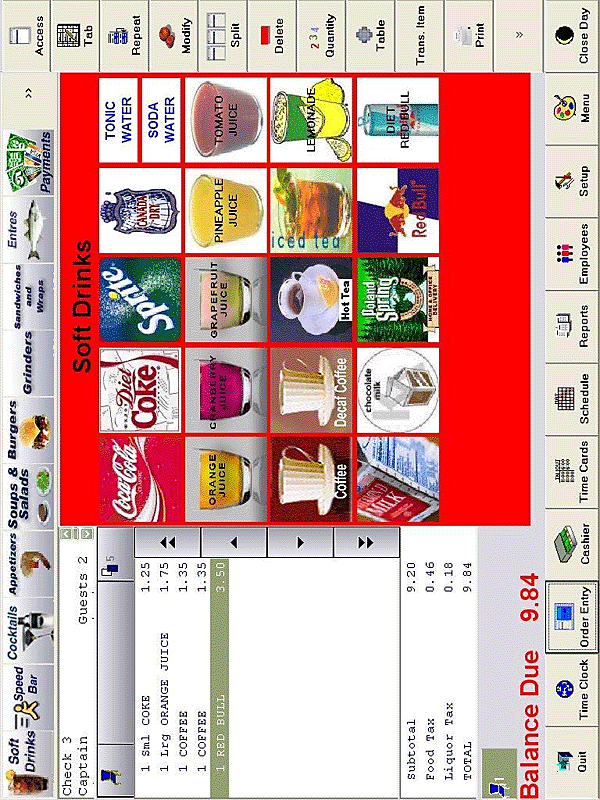 Soft Drinks
Speed Bar
Cocktails
Appetizers
Soups & Salads
Burgers
Grinders
Sandwiches and Wraps
Entres
Payments
>>
Access
Tab
Repeat
Modify
Split
Delete
2 3 4
Quantity
Table
Trans. Item
Print
»
Check 3
Guests 2
Captain
5
1 Sml COKE 1.25
1 Lrg ORANGE JUICE 1.75
1 COFFEE 1.35
1 COFFEE 1.35
1 RED BULL 3.50
Subtotal 9.20
Food Tax 0.46
Liquor Tax 0.18
TOTAL 9.84
1
Balance Due 9.84
Soft Drinks
Coca-Cola
Diet Coke
Sprite
CANADA DRY
TONIC WATER
SODA WATER
ORANGE JUICE
CRANBERRY JUICE
GRAPEFRUIT JUICE
PINEAPPLE JUICE
TOMATO JUICE
Coffee
Decaf Coffee
Hot Tea
iced tea
LEMONADE
MILK
chocolate milk
Poland Spring
HOME & OFFICE DELIVERY
Red Bull
DIET REDBULL
Quit
Time Clock
Order Entry
Cashier
Time Cards
Schedule
Reports
Employees
Setup
Menu
Close Day